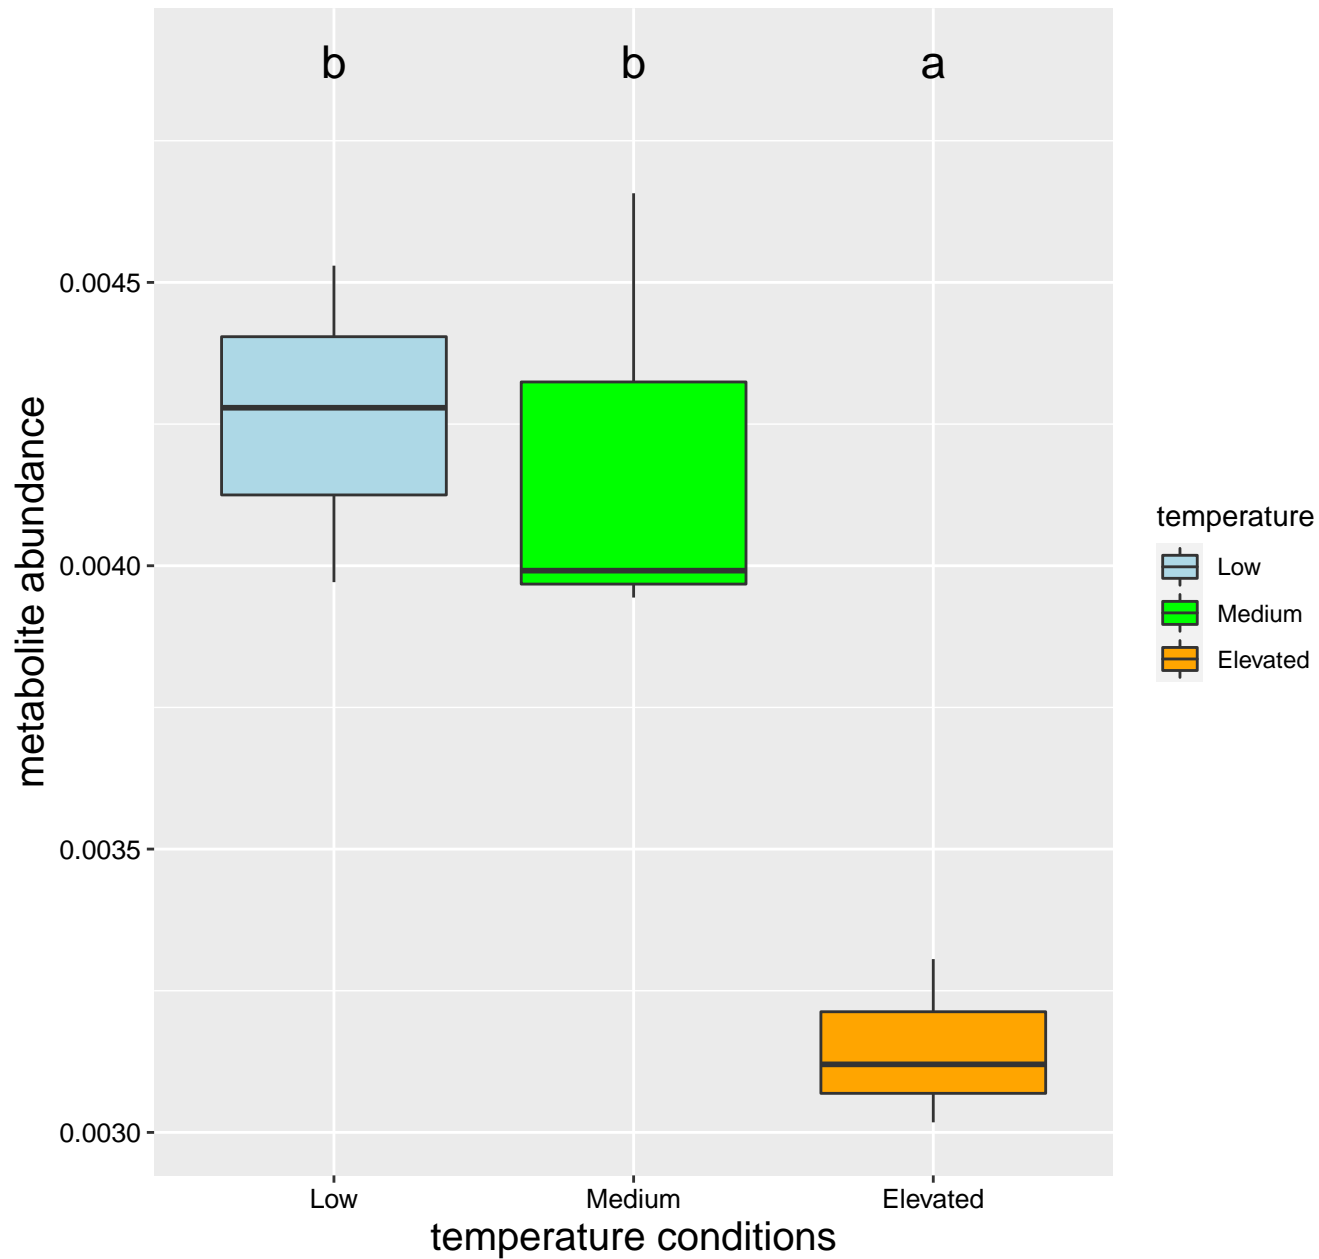 b b a
0.0045
0.0040
0.0035
0.0030
metabolite abundance
Low Medium Elevated
temperature conditions
temperature
Low
Medium
Elevated